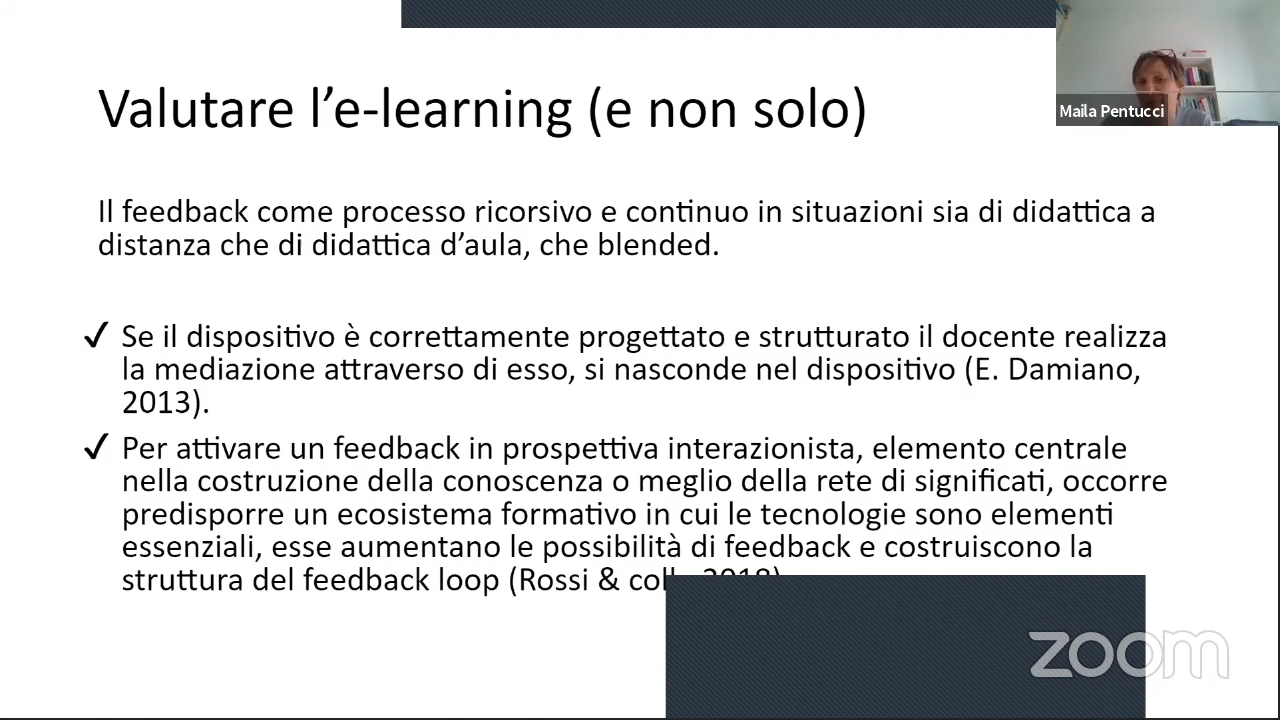 Valutare l’e-learning (e non solo)
Maila Pentucci
Il feedback come processo ricorsivo e continuo in situazioni sia di didattica a
distanza che di didattica d’aula, che blended.
✓ Se il dispositivo è correttamente progettato e strutturato il docente realizza
la mediazione attraverso di esso, si nasconde nel dispositivo (E. Damiano,
2013).
✓ Per attivare un feedback in prospettiva interazionista, elemento centrale
nella costruzione della conoscenza o meglio della rete di significati, occorre
predisporre un ecosistema formativo in cui le tecnologie sono elementi
essenziali, esse aumentano le possibilità di feedback e costruiscono la
struttura del feedback loop (Rossi & coll. 2018)
zoom